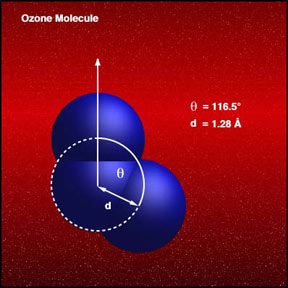 Ozone Molecule
θ = 116.5°
d = 1.28 Å
θ
d